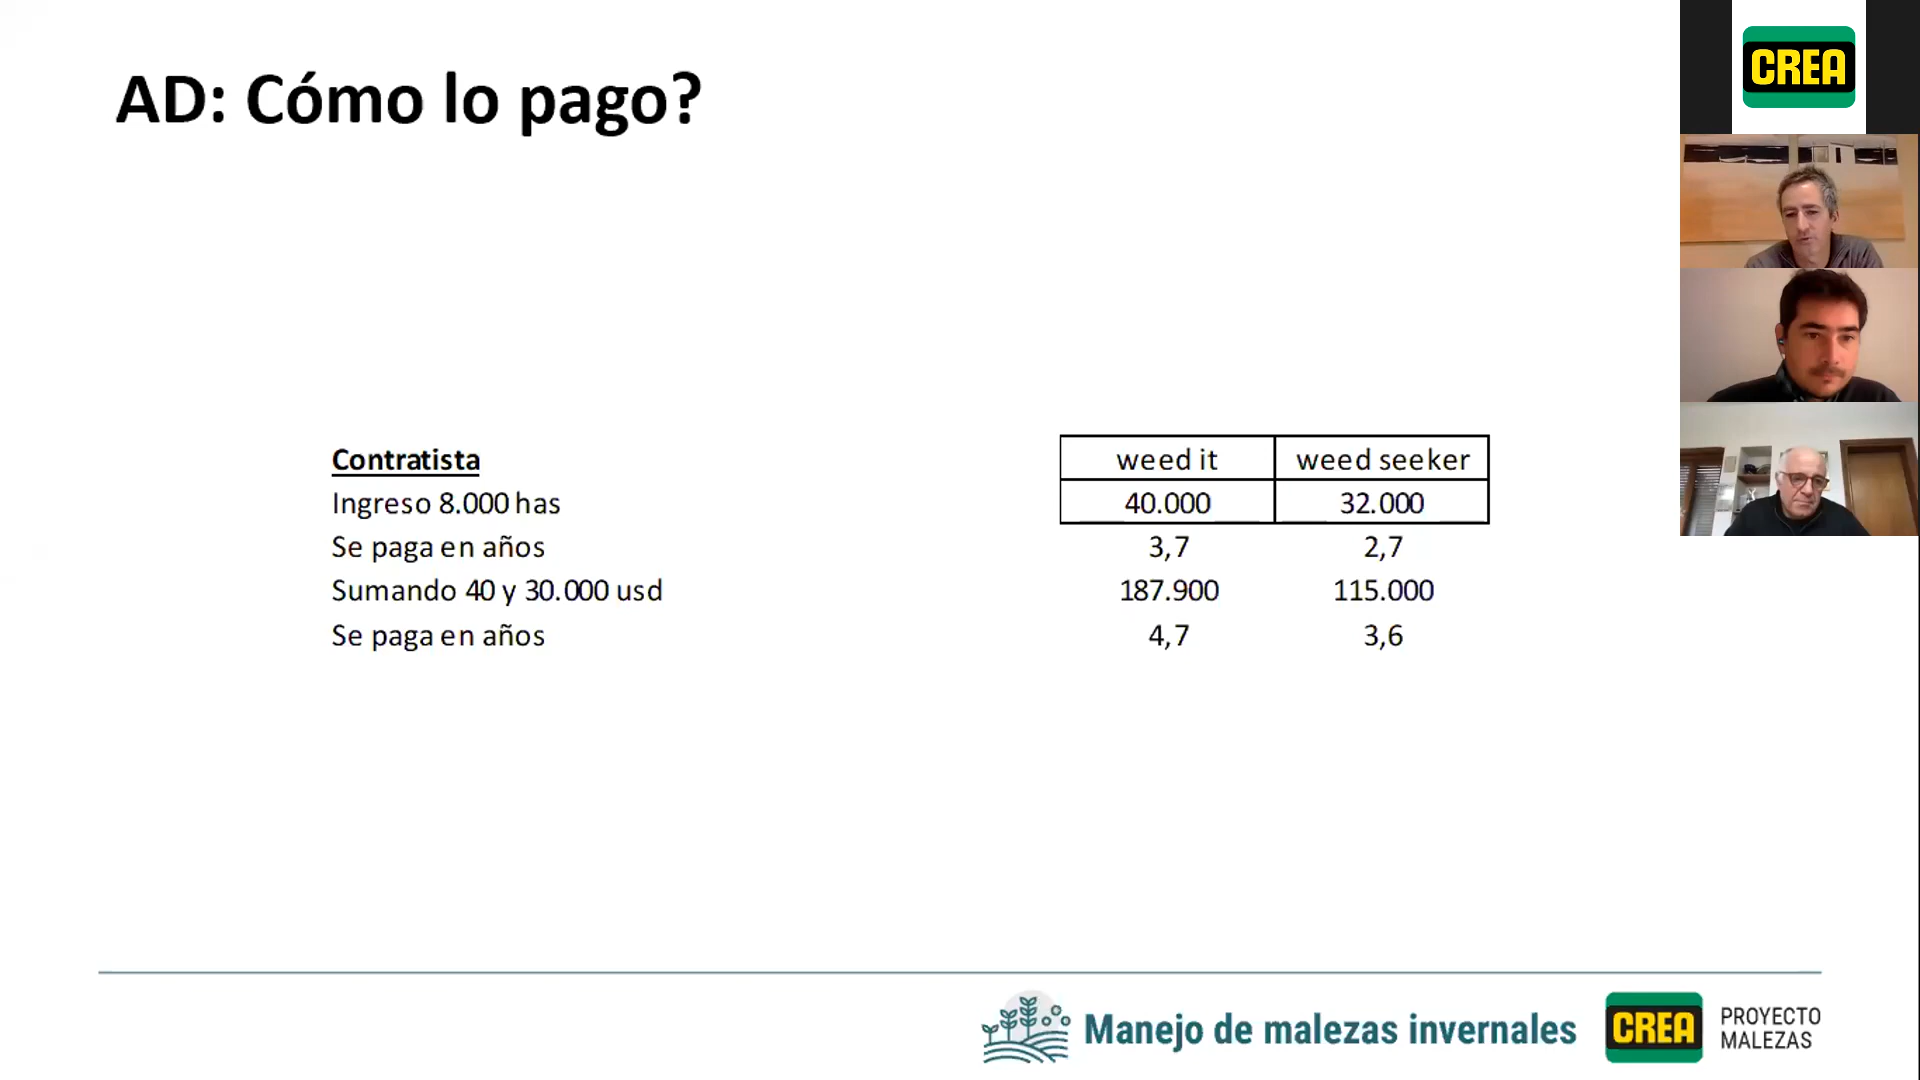 AD: Cómo lo pago?
CREA
Contratista weed it weed seeker
Ingreso 8.000 has 40.000 32.000
Se paga en años 3,7 2,7
Sumando 40 y 30.000 usd 187.900 115.000
Se paga en años 4,7 3,6
Manejo de malezas invernales
CREA
PROYECTO
MALEZAS